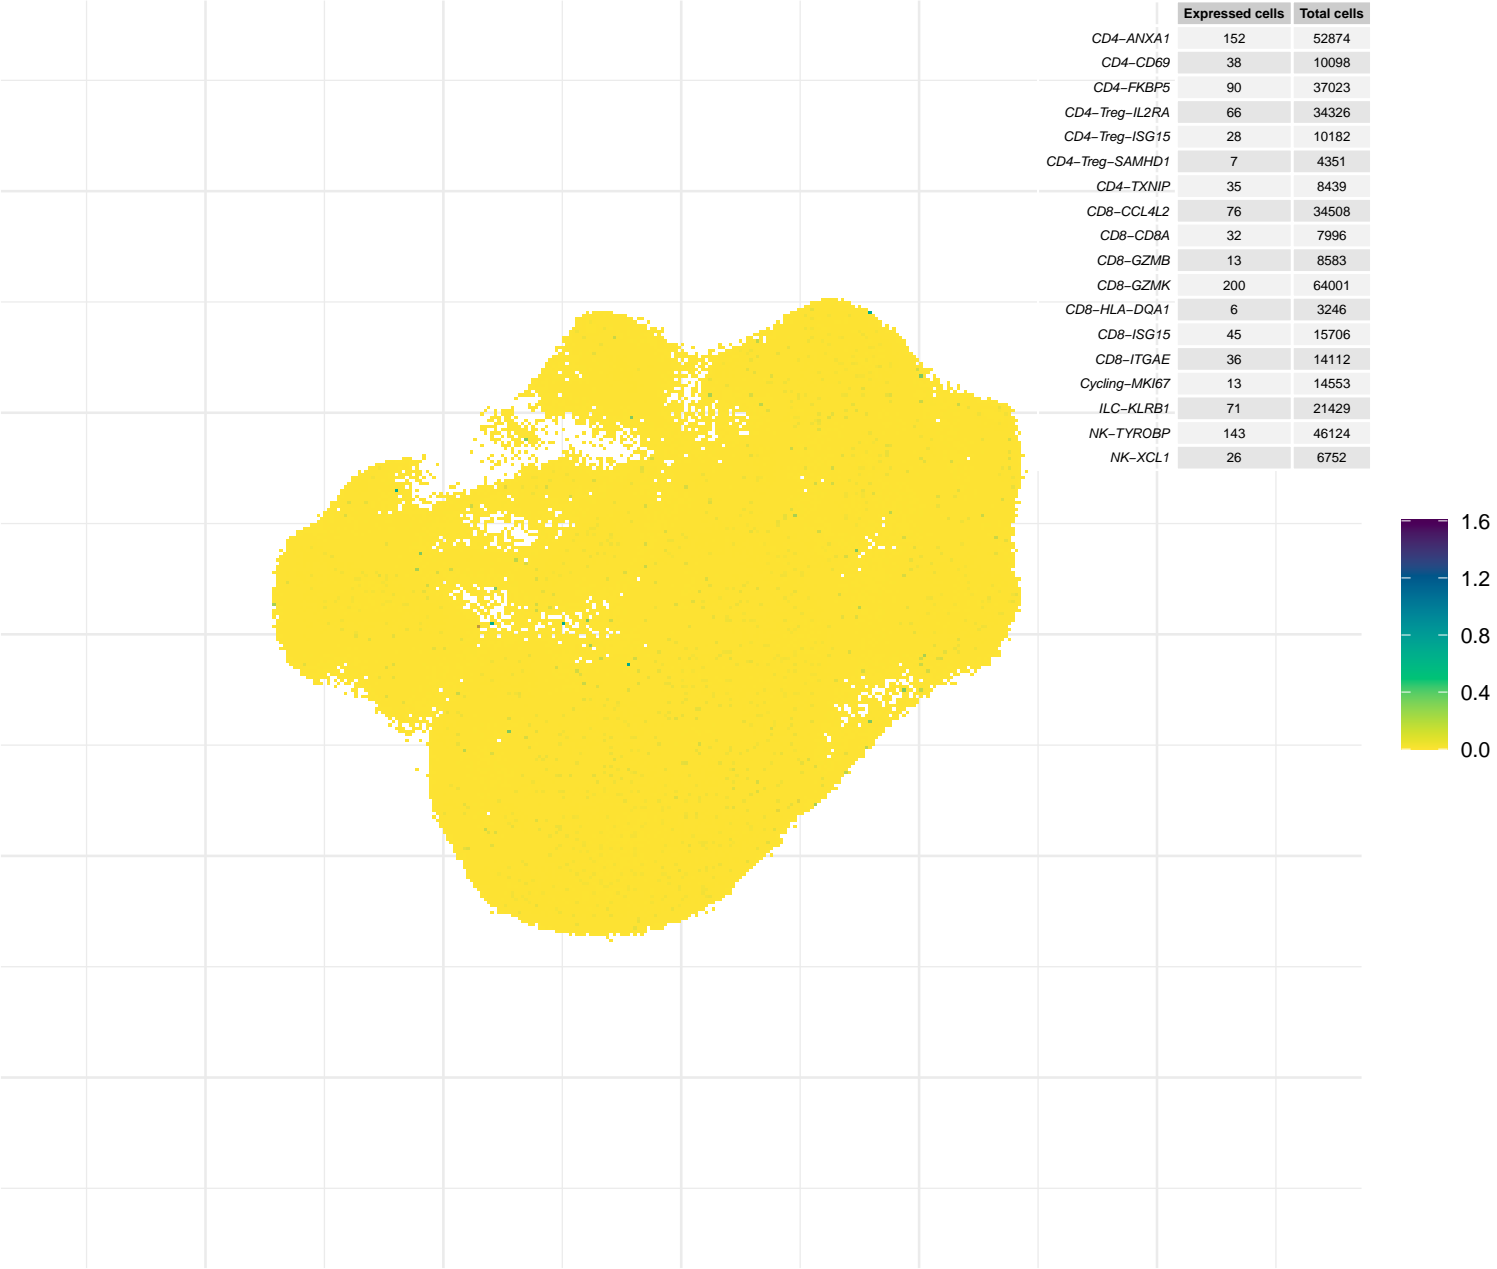 Expressed cells Total cells
CD4−ANXA1 152 52874
CD4−CD69 38 10098
CD4−FKBP5 90 37023
CD4−Treg−IL2RA 66 34326
CD4−Treg−ISG15 28 10182
CD4−Treg−SAMHD1 7 4351
CD4−TXNIP 35 8439
CD8−CCL4L2 76 34508
CD8−CD8A 32 7996
CD8−GZMB 13 8583
CD8−GZMK 200 64001
CD8−HLA−DQA1 6 3246
CD8−ISG15 45 15706
CD8−ITGAE 36 14112
Cycling−MKI67 13 14553
ILC−KLRB1 71 21429
NK−TYROBP 143 46124
NK−XCL1 26 6752
1.6
1.2
0.8
0.4
0.0